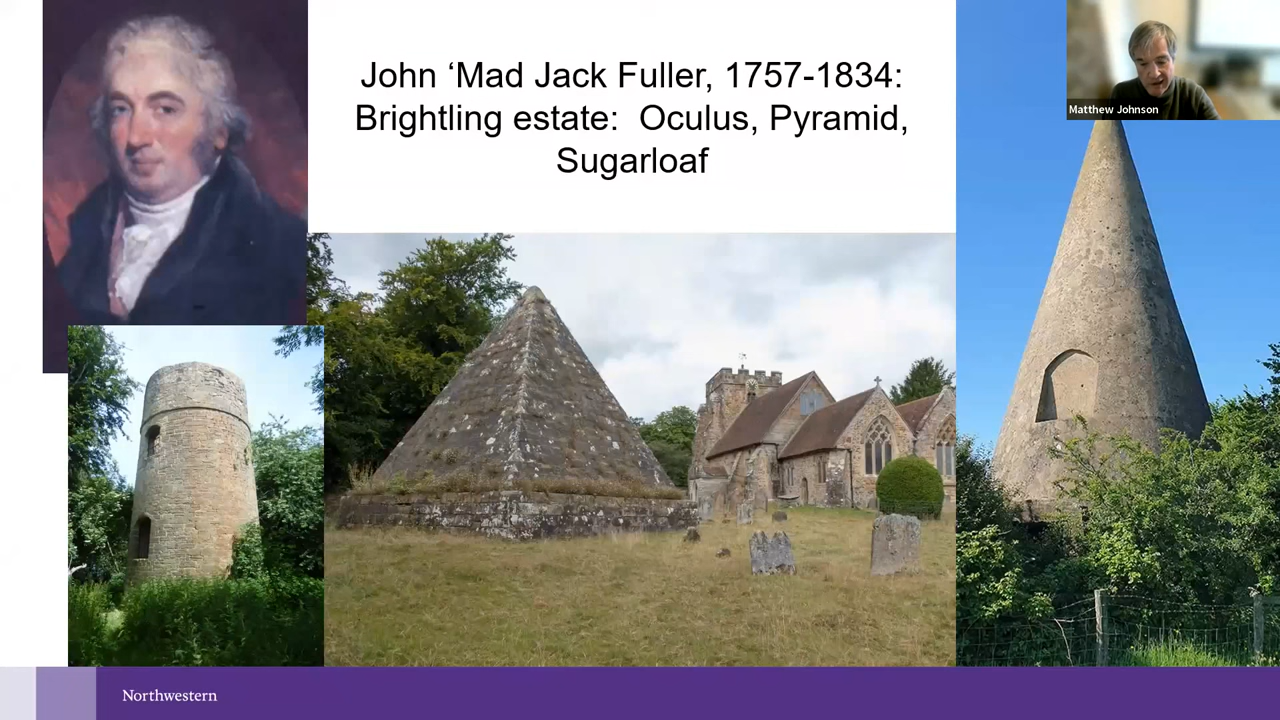 John ‘Mad Jack Fuller, 1757-1834:
Brightling estate:  Oculus, Pyramid,
Sugarloaf
Matthew Johnson
Northwestern